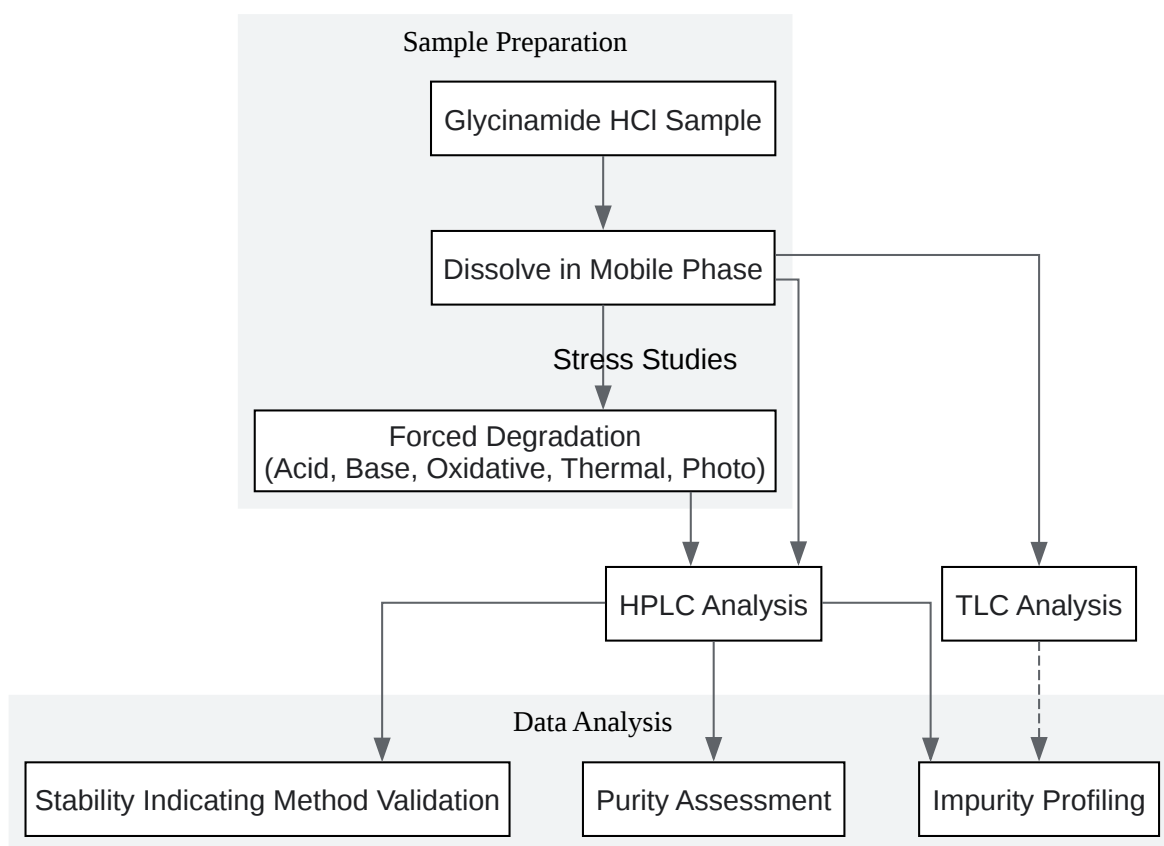 Sample Preparation
Glycinamide HCl Sample
Dissolve in Mobile Phase
Stress Studies
Forced Degradation
(Acid, Base, Oxidative, Thermal, Photo)
HPLC Analysis
TLC Analysis
Data Analysis
Stability Indicating Method Validation
Purity Assessment
Impurity Profiling